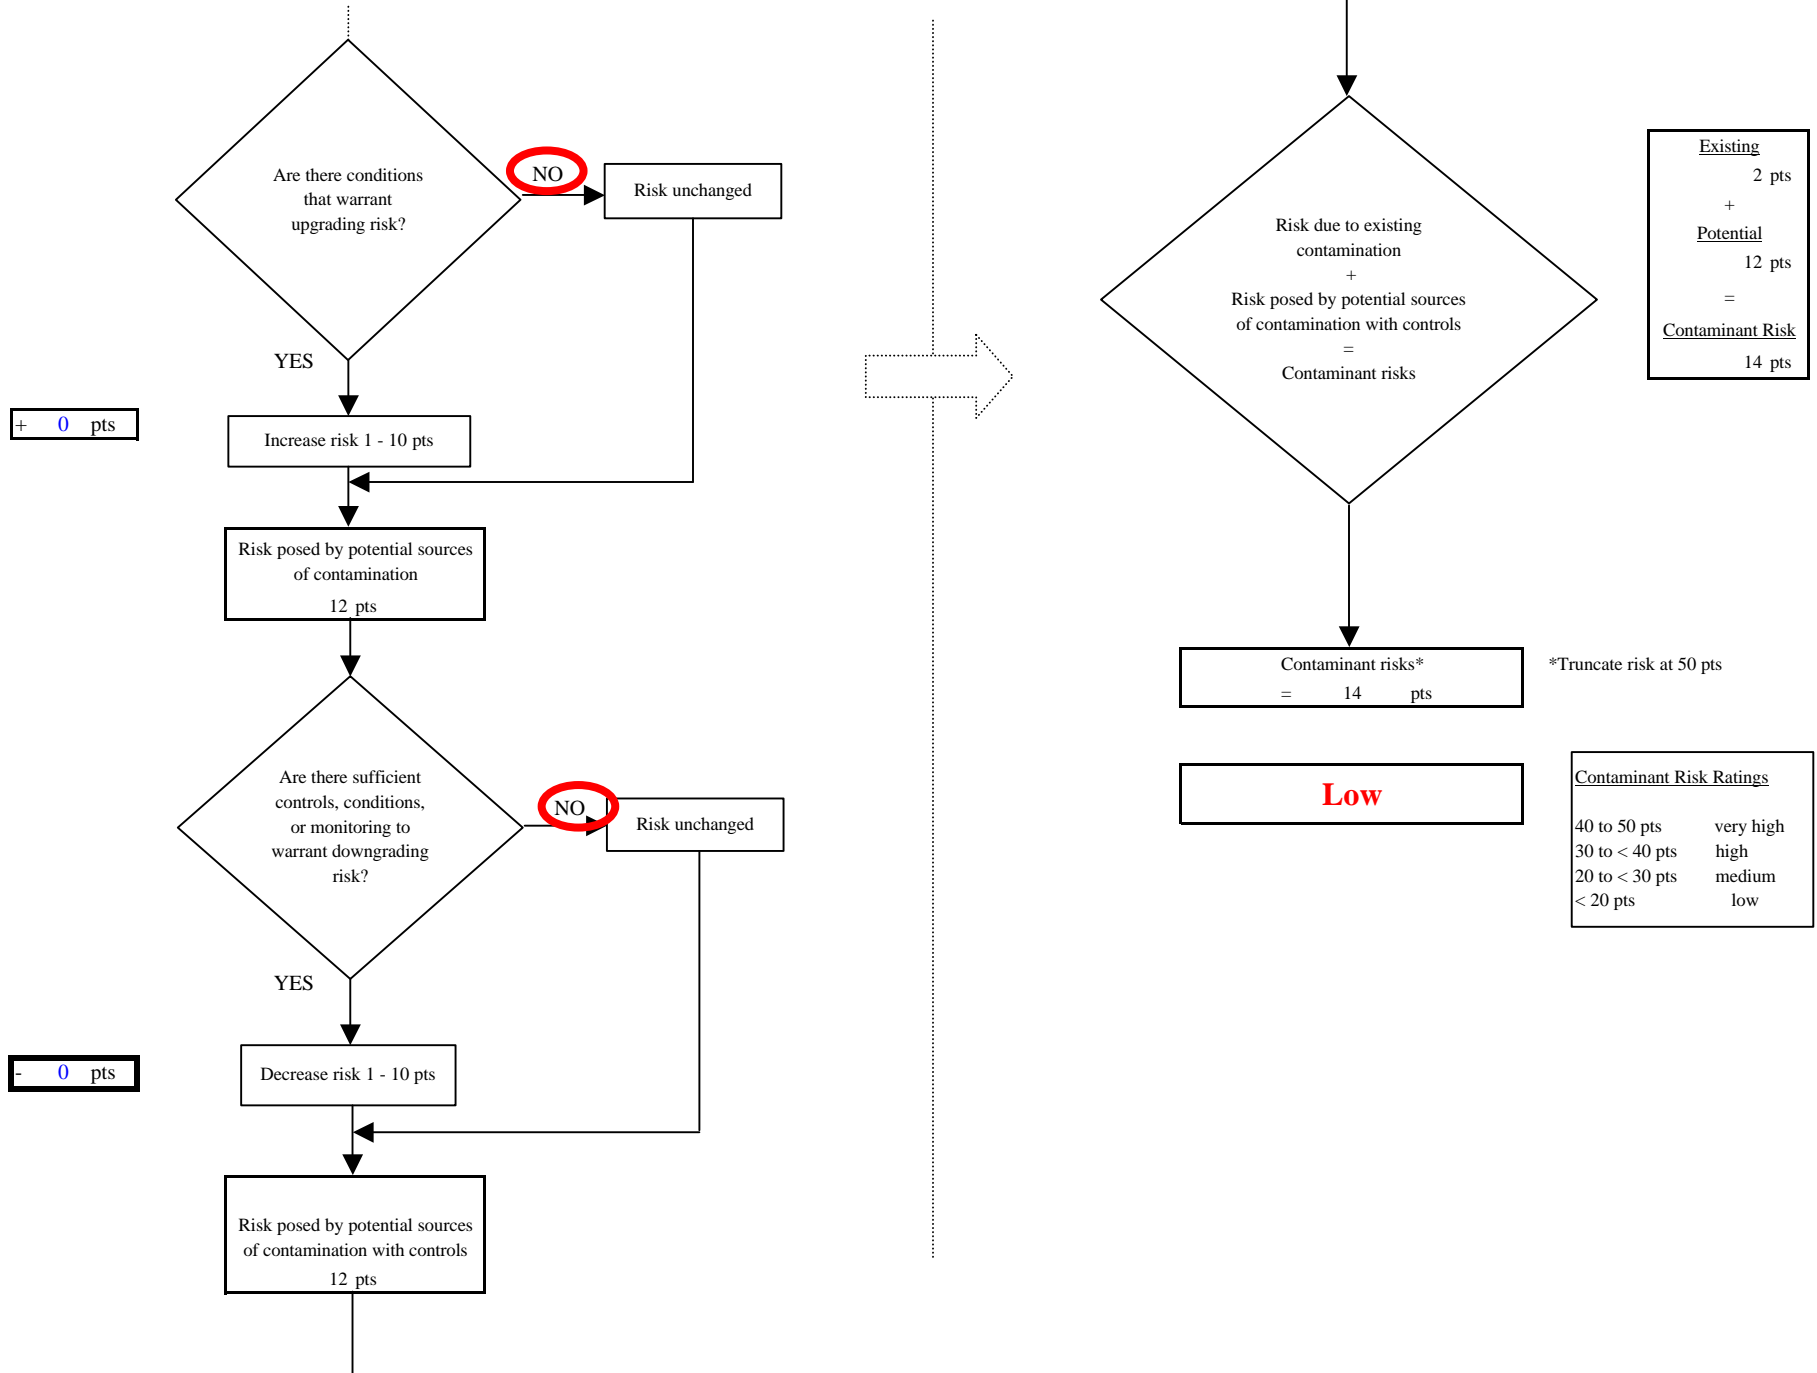 Are there conditions
that warrant
upgrading risk?
NO
Risk unchanged
YES
+ 0 pts
Increase risk 1 - 10 pts
Risk posed by potential sources
of contamination
12 pts
Are there sufficient
controls, conditions,
or monitoring to
warrant downgrading
risk?
NO
Risk unchanged
YES
- 0 pts
Decrease risk 1 - 10 pts
Risk posed by potential sources
of contamination with controls
12 pts
Risk due to existing
contamination
+
Risk posed by potential sources
of contamination with controls
=
Contaminant risks
Existing
2 pts
+
Potential
12 pts
=
Contaminant Risk
14 pts
Contaminant risks*
= 14 pts
*Truncate risk at 50 pts
Low
Contaminant Risk Ratings
40 to 50 pts very high
30 to < 40 pts high
20 to < 30 pts medium
< 20 pts low